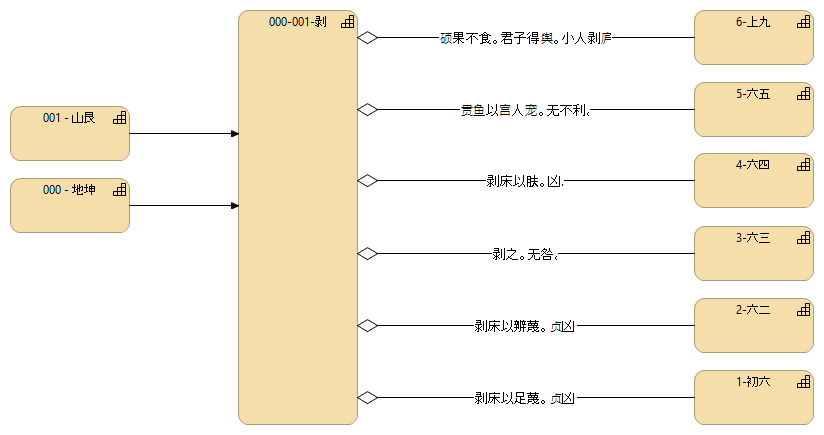 000-001-剥
硕果不食。君子得舆。小人剥庐
6-上九
贯鱼以宫人宠。无不利。
5-六五
001 - 山艮
剥床以肤。凶.
4-六四
000 - 地坤
剥之。无咎.
3-六三
剥床以辨蔑。贞凶
2-六二
剥床以足蔑。贞凶
1-初六